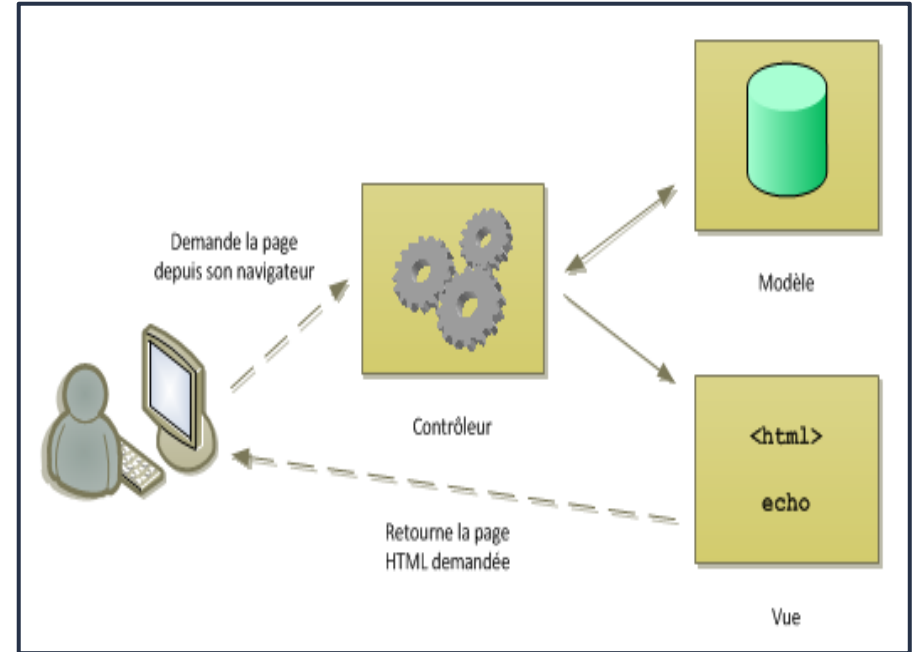 Demande la page
depuis son navigateur
Contrôleur
Modèle
<html>
echo
Retourne la page
HTML demandée
Vue